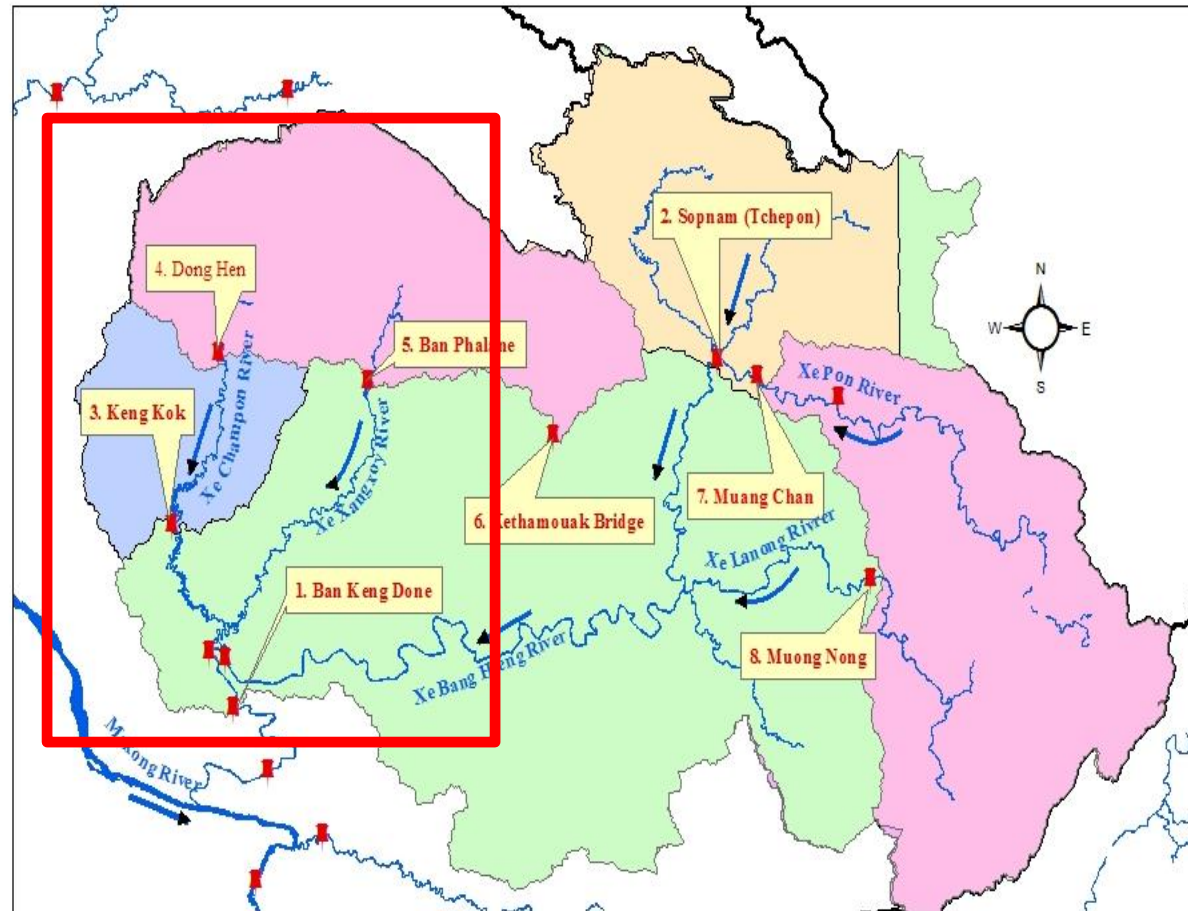 2. Sopnam (Tchepon)
4. Dong Hen
N
W
E
S
5. Ban Phalane
Xe Pon River
3. Keng Kok
Xe Champon River
Xe Xangxoy River
7. Muang Chan
6. Kethamouak Bridge
Xe Lanong Rivrer
1. Ban Keng Done
8. Muong Nong
Xe Bang Hieng River
Mekong River